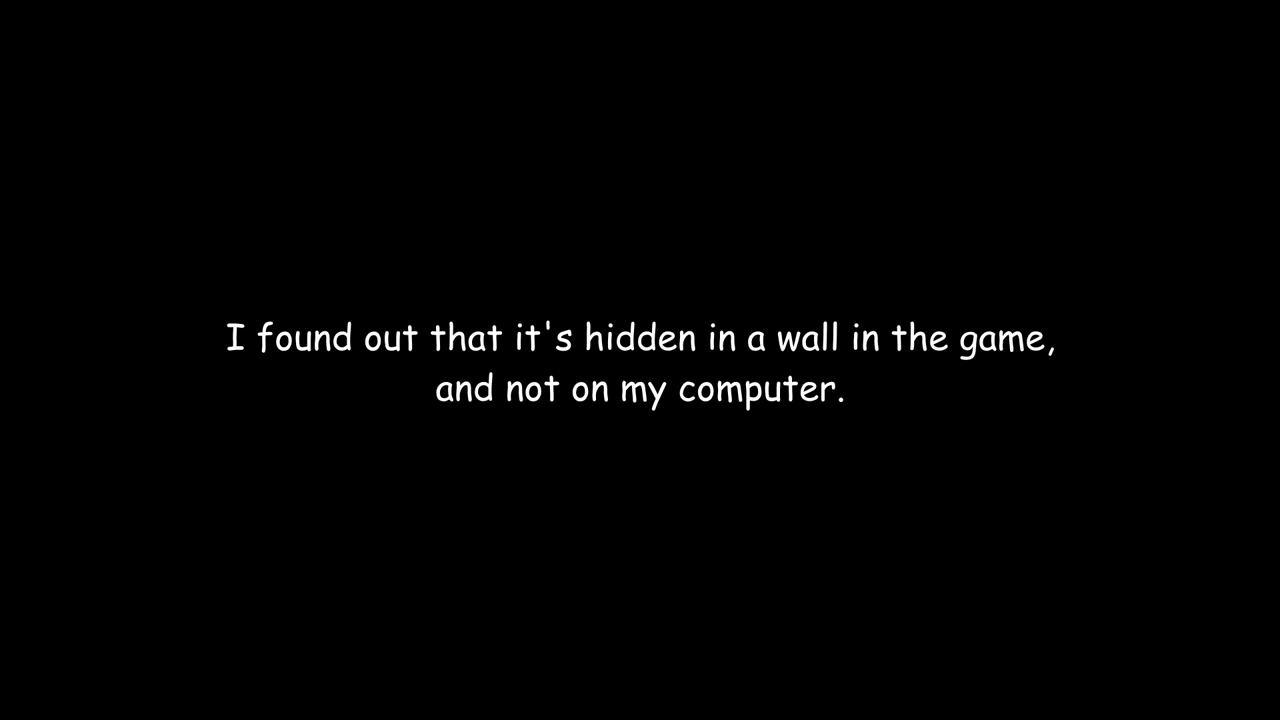 I found out that it's hidden in a wall in the game,
and not on my computer.